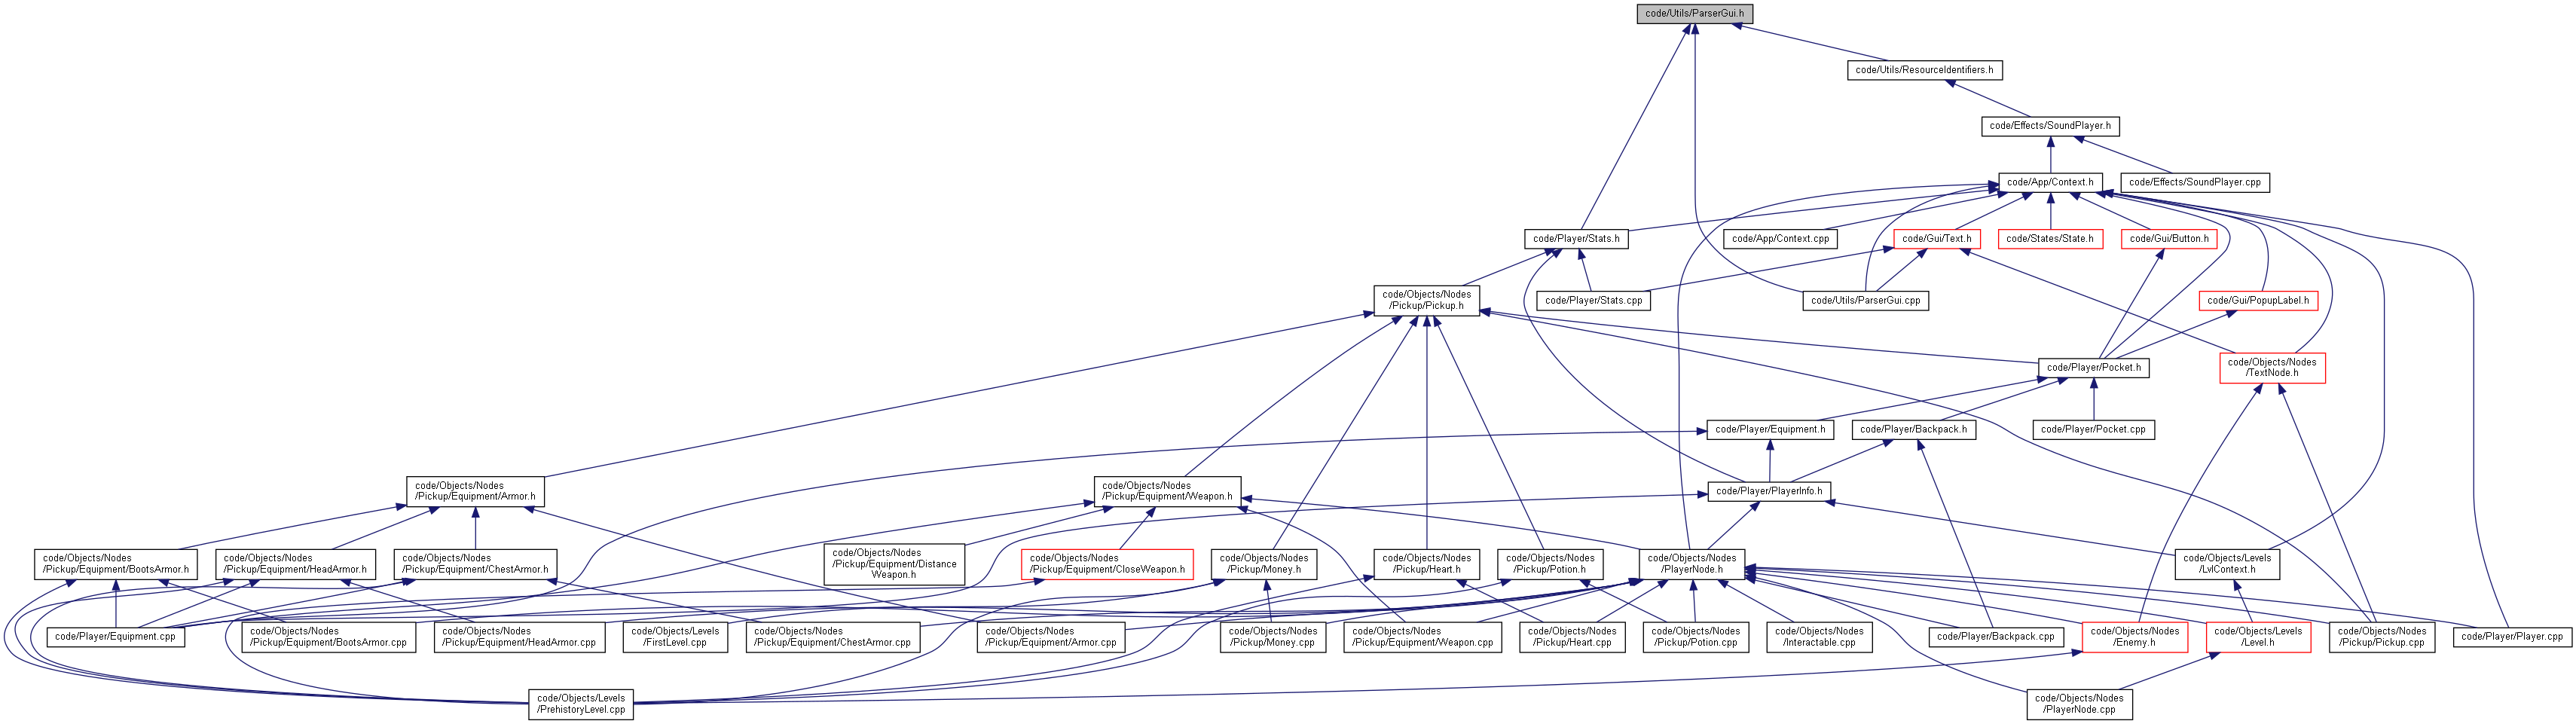 code/Utils/ParserGui.h
code/Utils/ResourceIdentifiers.h
code/Effects/SoundPlayer.h
code/App/Context.h
code/Effects/SoundPlayer.cpp
code/Player/Stats.h
code/App/Context.cpp
code/Gui/Text.h
code/States/State.h
code/Gui/Button.h
code/Objects/Nodes
/Pickup/Pickup.h
code/Player/Stats.cpp
code/Utils/ParserGui.cpp
code/Gui/PopupLabel.h
code/Player/Pocket.h
code/Objects/Nodes
/TextNode.h
code/Player/Equipment.h
code/Player/Backpack.h
code/Player/Pocket.cpp
code/Objects/Nodes
/Pickup/Equipment/Armor.h
code/Objects/Nodes
/Pickup/Equipment/Weapon.h
code/Player/PlayerInfo.h
code/Objects/Nodes
/Pickup/Equipment/BootsArmor.h
code/Objects/Nodes
/Pickup/Equipment/HeadArmor.h
code/Objects/Nodes
/Pickup/Equipment/ChestArmor.h
code/Objects/Nodes
/Pickup/Equipment/Distance
Weapon.h
code/Objects/Nodes
/Pickup/Equipment/CloseWeapon.h
code/Objects/Nodes
/Pickup/Money.h
code/Objects/Nodes
/Pickup/Heart.h
code/Objects/Nodes
/Pickup/Potion.h
code/Objects/Nodes
/PlayerNode.h
code/Objects/Levels
/LvlContext.h
code/Player/Equipment.cpp
code/Objects/Nodes
/Pickup/Equipment/BootsArmor.cpp
code/Objects/Nodes
/Pickup/Equipment/HeadArmor.cpp
code/Objects/Levels
/FirstLevel.cpp
code/Objects/Nodes
/Pickup/Equipment/ChestArmor.cpp
code/Objects/Nodes
/Pickup/Equipment/Armor.cpp
code/Objects/Nodes
/Pickup/Money.cpp
code/Objects/Nodes
/Pickup/Equipment/Weapon.cpp
code/Objects/Nodes
/Pickup/Heart.cpp
code/Objects/Nodes
/Pickup/Potion.cpp
code/Objects/Nodes
/Interactable.cpp
code/Player/Backpack.cpp
code/Objects/Nodes
/Enemy.h
code/Objects/Levels
/Level.h
code/Objects/Nodes
/Pickup/Pickup.cpp
code/Player/Player.cpp
code/Objects/Levels
/PrehistoryLevel.cpp
code/Objects/Nodes
/PlayerNode.cpp